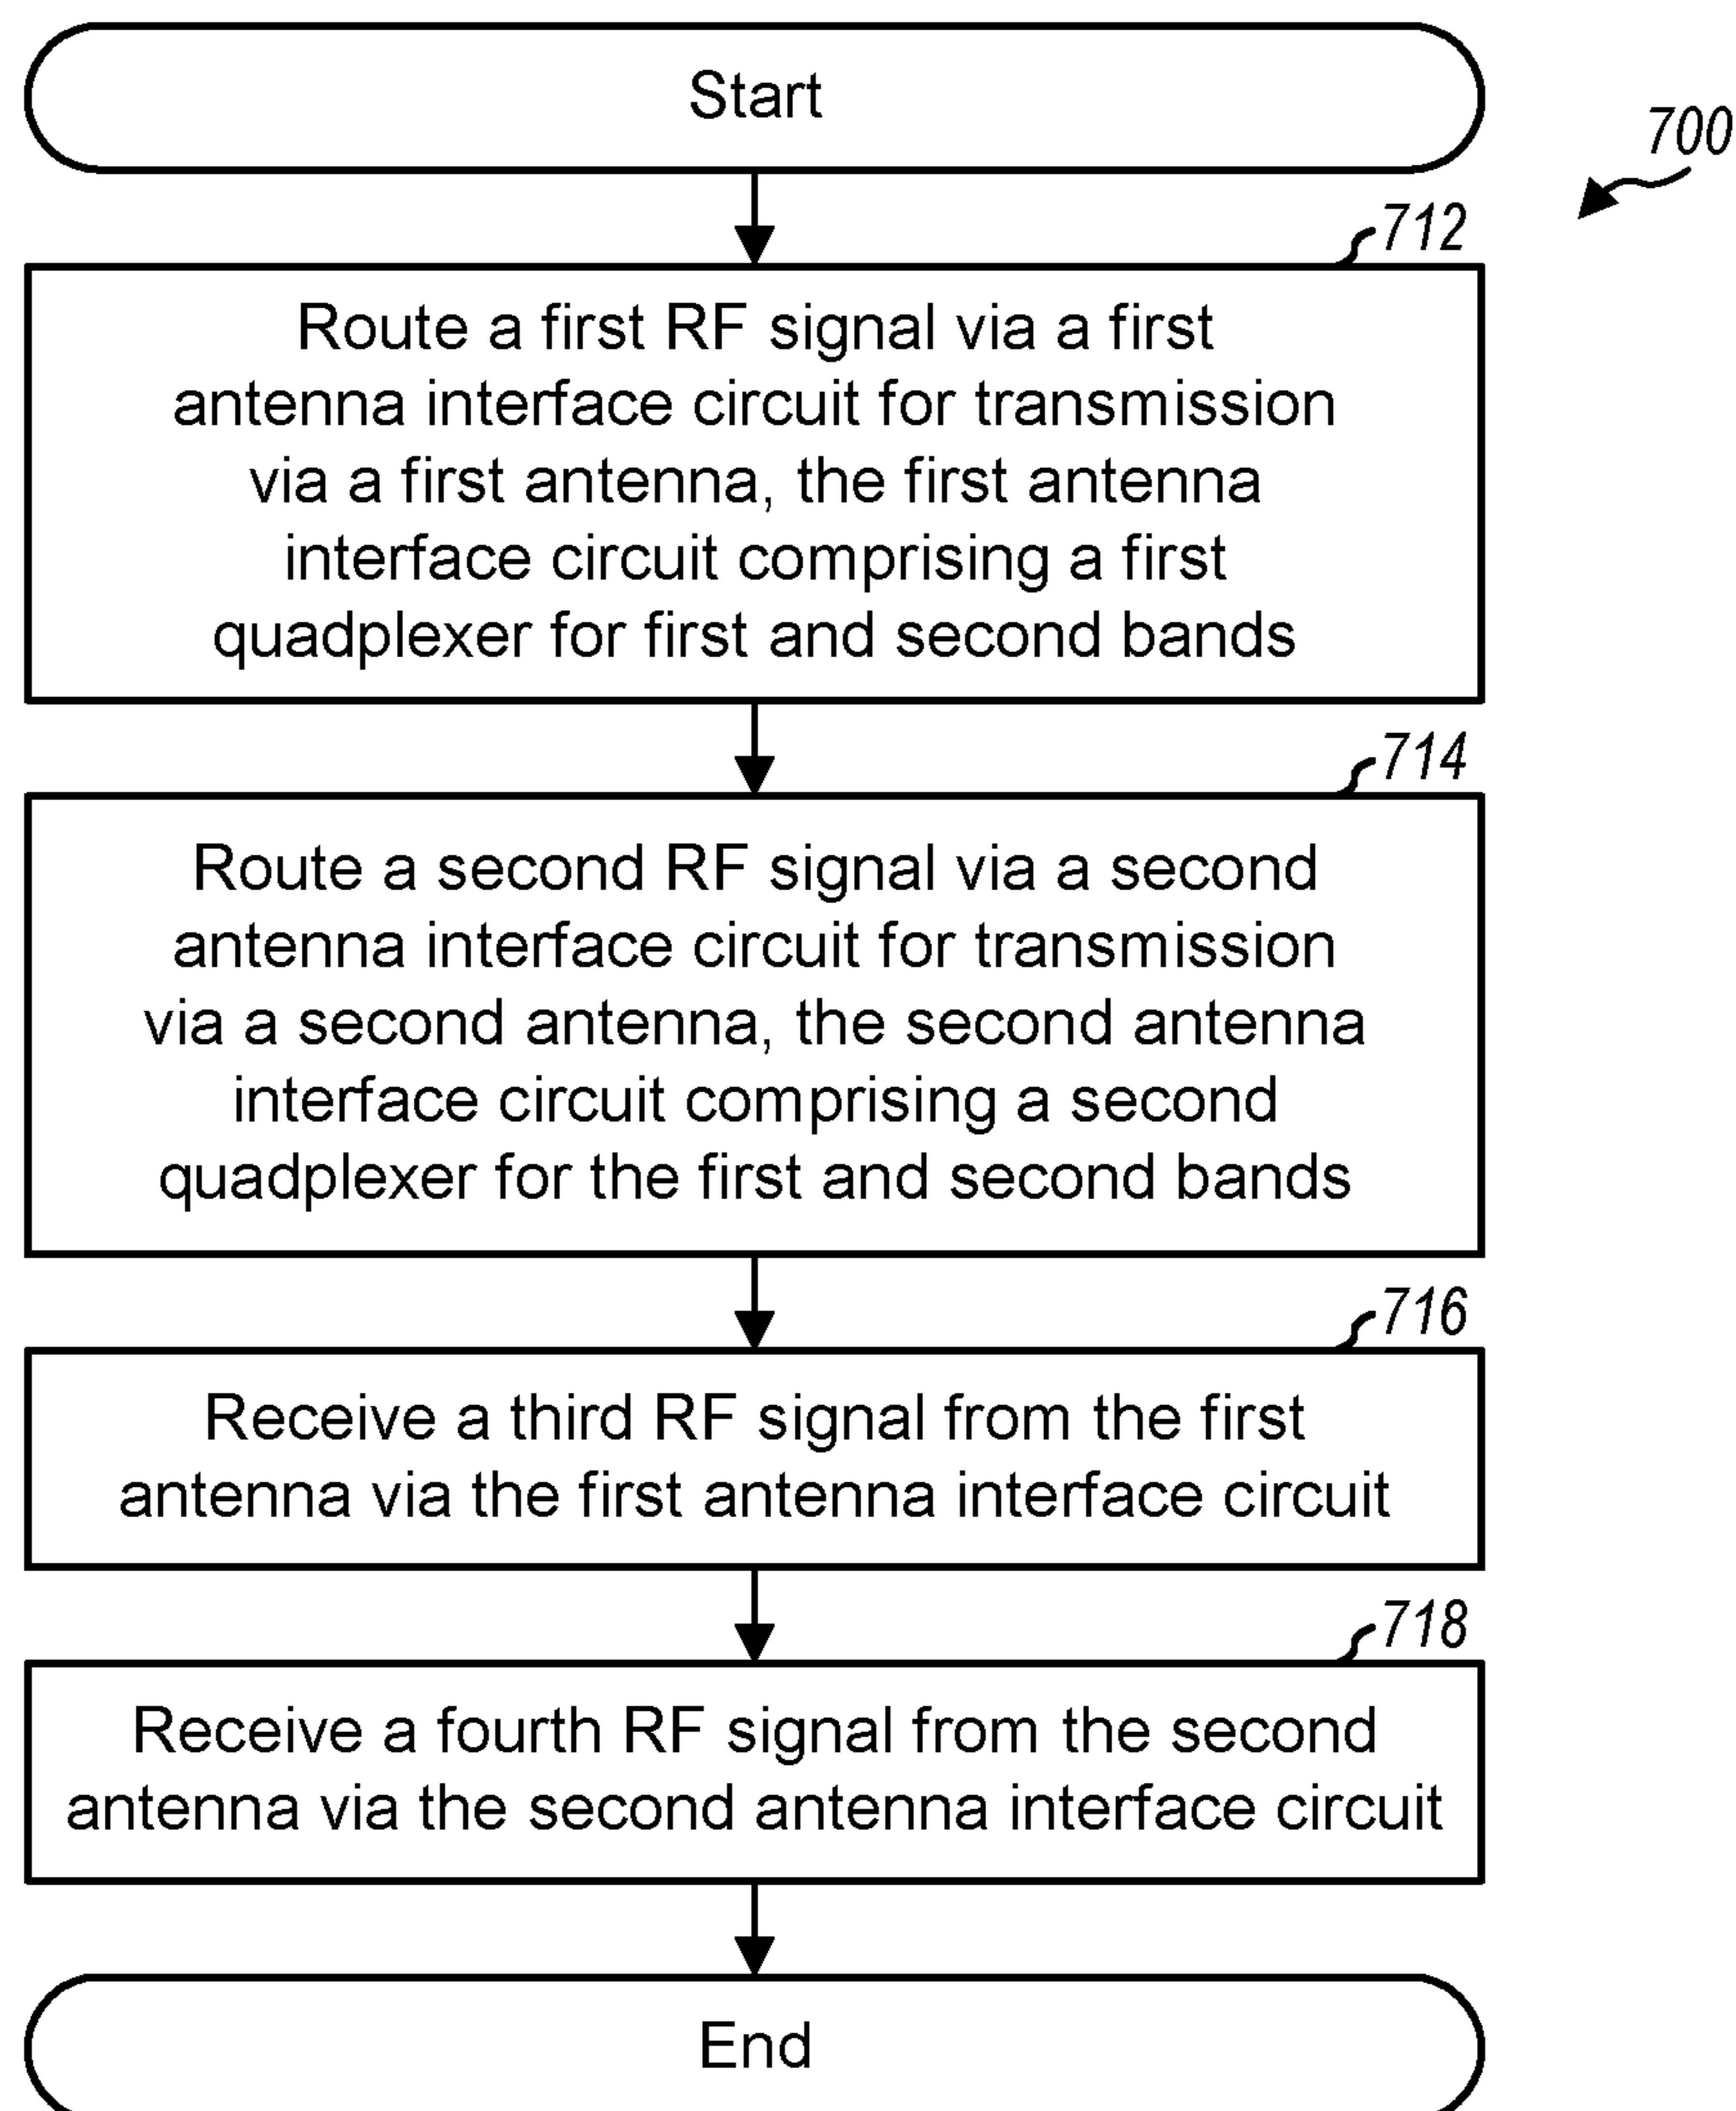 Start
700
712
Route a first RF signal via a first
antenna interface circuit for transmission
via a first antenna, the first antenna
interface circuit comprising a first
quadplexer for first and second bands
714
Route a second RF signal via a second
antenna interface circuit for transmission
via a second antenna, the second antenna
interface circuit comprising a second
quadplexer for the first and second bands
716
Receive a third RF signal from the first
antenna via the first antenna interface circuit
718
Receive a fourth RF signal from the second
antenna via the second antenna interface circuit
End